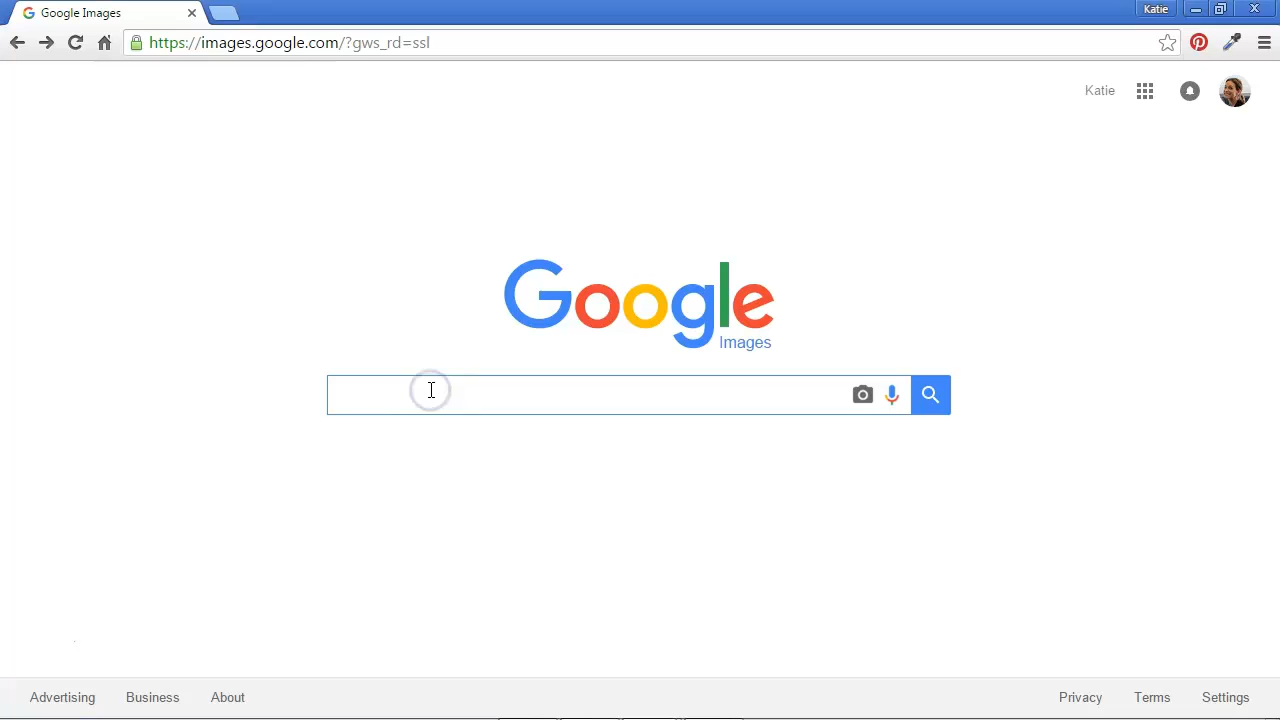 Google Images
Katie
https://images.google.com/?gws_rd=ssl
Katie
Google
Images
Advertising Business About Privacy Terms Settings